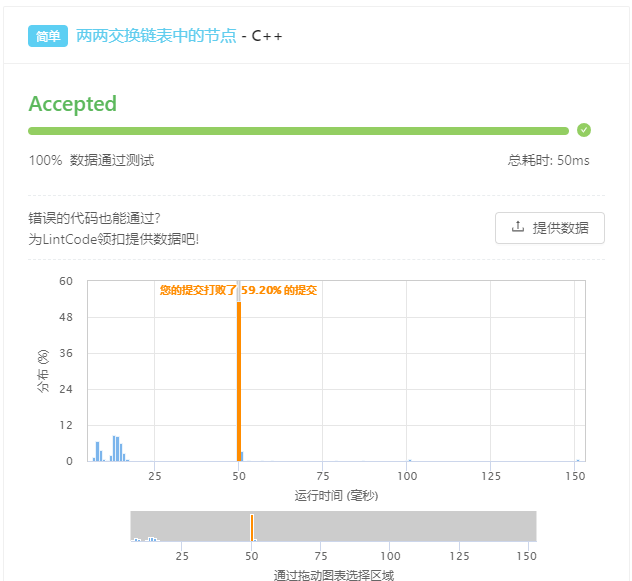 简单 两两交换链表中的节点 - C++
Accepted
100% 数据通过测试 总耗时: 50ms
错误的代码也能通过?
为LintCode领扣提供数据吧!
提供数据
您的提交打败了 59.20% 的提交
60
48
36
24
12
0
分布 (%)
25 50 75 100 125 150
运行时间 (毫秒)
25 50 75 100 125 150
通过拖动图表选择区域